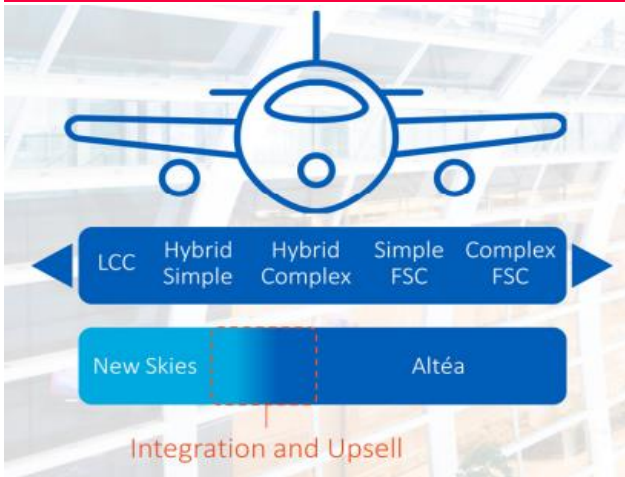 LCC
Hybrid
Simple
Hybrid
Complex
Simple
FSC
Complex
FSC
New Skies
Altéa
Integration and Upsell